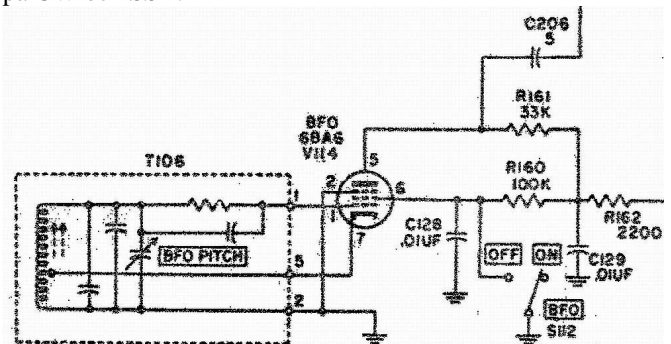 C206
5
R161
33K
BFO
6BA6
V114
5
T106
R160
100K
2
6
1
1
7
C128
.01UF
R162
2200
BFO PITCH
5
OFF
ON
C129
.01UF
2
BFO
S112